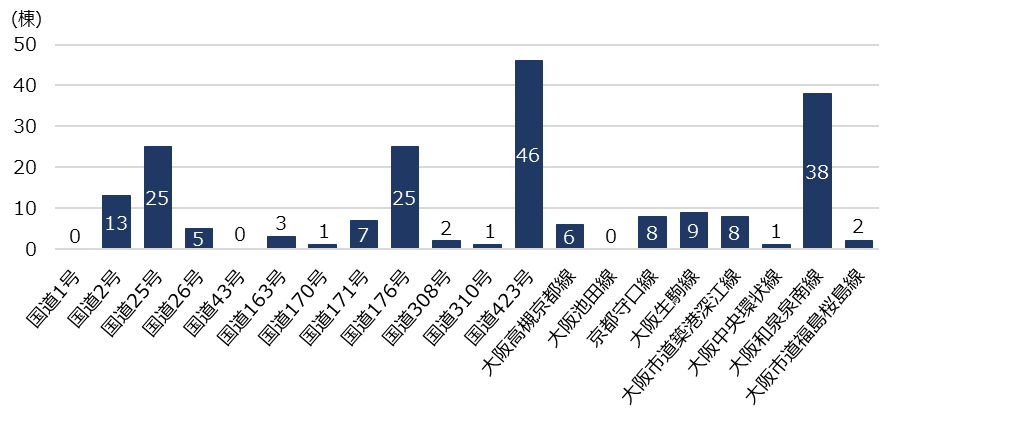 (棟)
50
40
30
20
10
0
0
13
25
5
0
3
1
7
25
2
1
46
6
0
8
9
8
1
38
2
国道1号
国道2号
国道25号
国道26号
国道43号
国道163号
国道170号
国道171号
国道176号
国道308号
国道310号
国道423号
大阪高槻京都線
大阪池田線
京都守口線
大阪生駒線
大阪市道築港深江線
大阪中央環状線
大阪和泉泉南線
大阪市道福島桜島線